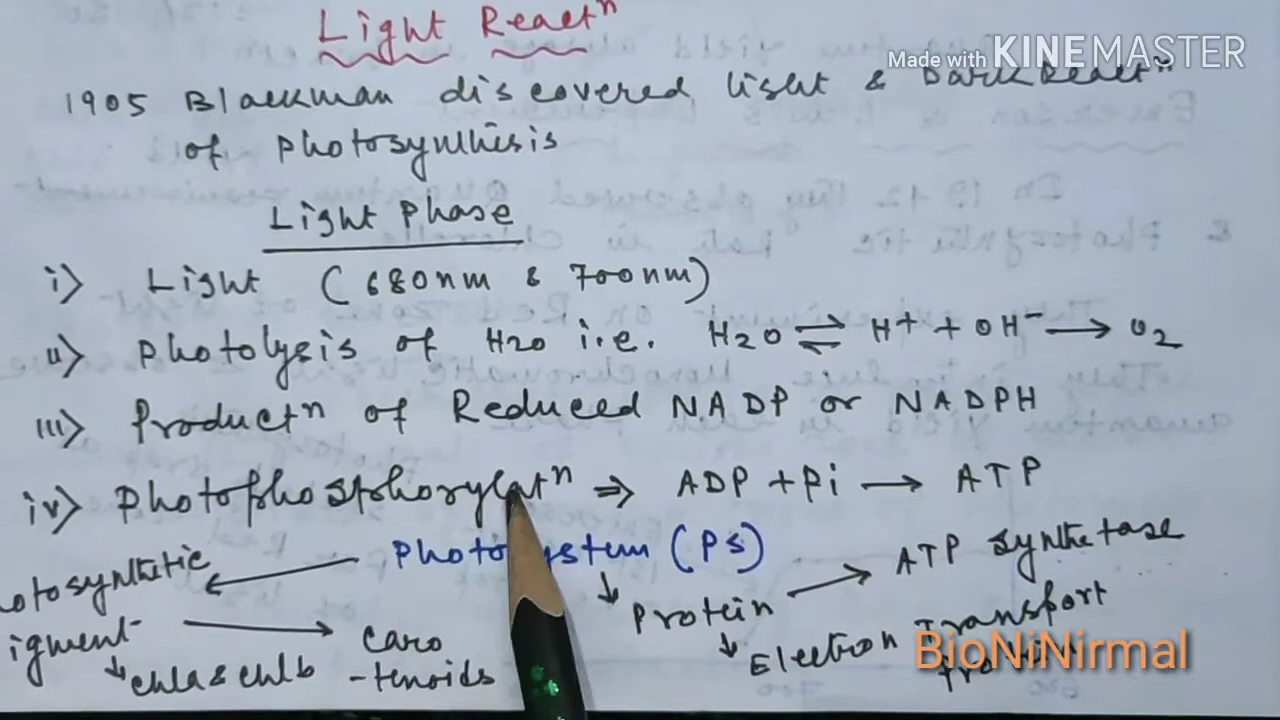 Light Reactⁿ
Made with KINEMASTER
1905 Blackman discovered light & Dark Reactⁿ
of photosynthesis
Light Phase
i) Light (680nm & 700nm)
ii) Photolysis of H2O i.e. H2O ⇌ H+ + OH⁻ → O2
iii) Productⁿ of Reduced NADP or NADPH
iv) Photophosphorylatⁿ ⇒ ADP + Pi → ATP
Photosystem (PS)
otosynthetic
igment
chla & chlb
caro
-tenoids
Protein
ATP synthetase
Electron Transport
BioNiNirmal